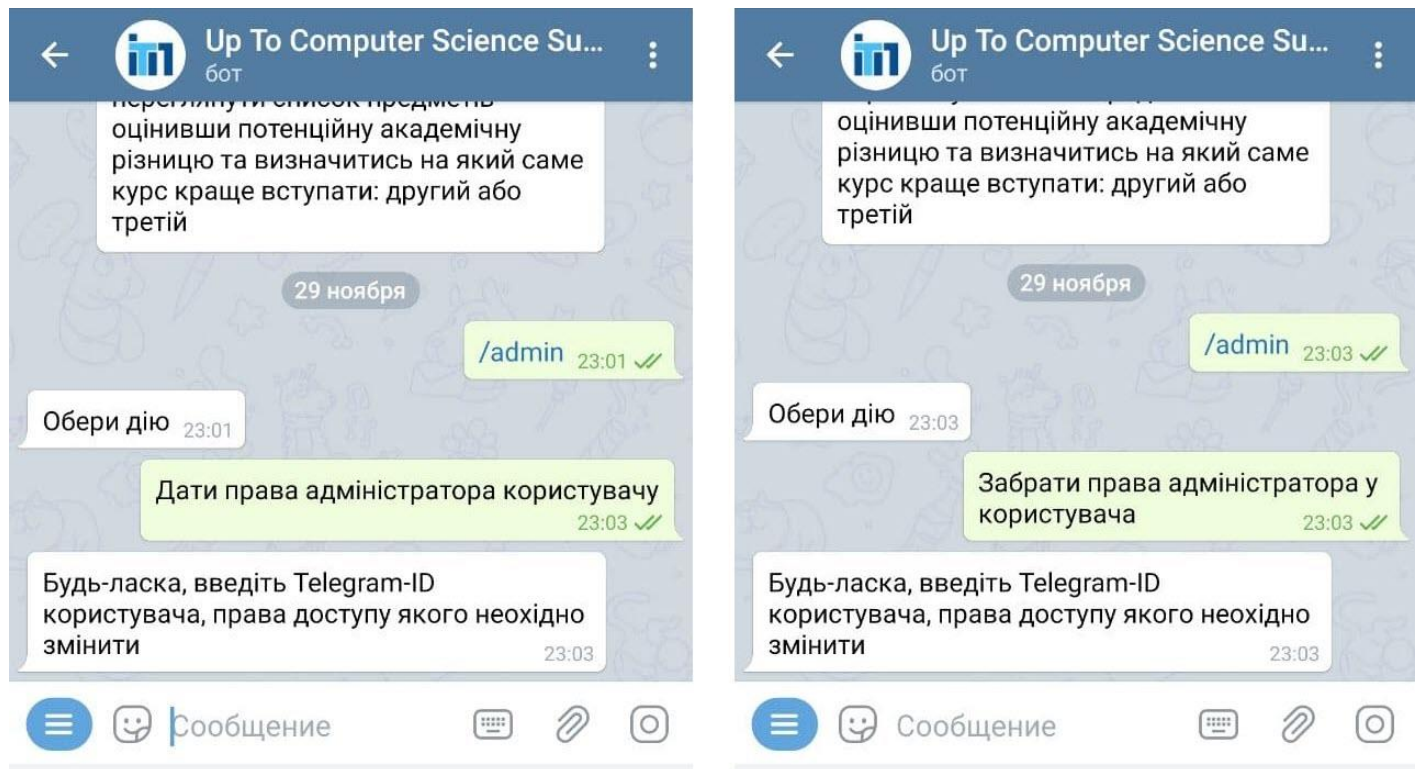 Up To Computer Science Su...
бот
оцінивши потенційну академічну
різницю та визначитись на який саме
курс краще вступати: другий або
третій
29 ноября
/admin 23:01
Обери дію 23:01
Дати права адміністратора користувачу
23:03
Будь-ласка, введіть Telegram-ID
користувача, права доступу якого неохідно
змінити 23:03
Сообщение
Up To Computer Science Su...
бот
оцінивши потенційну академічну
різницю та визначитись на який саме
курс краще вступати: другий або
третій
29 ноября
/admin 23:03
Обери дію 23:03
Забрати права адміністратора у
користувача 23:03
Будь-ласка, введіть Telegram-ID
користувача, права доступу якого неохідно
змінити 23:03
Сообщение